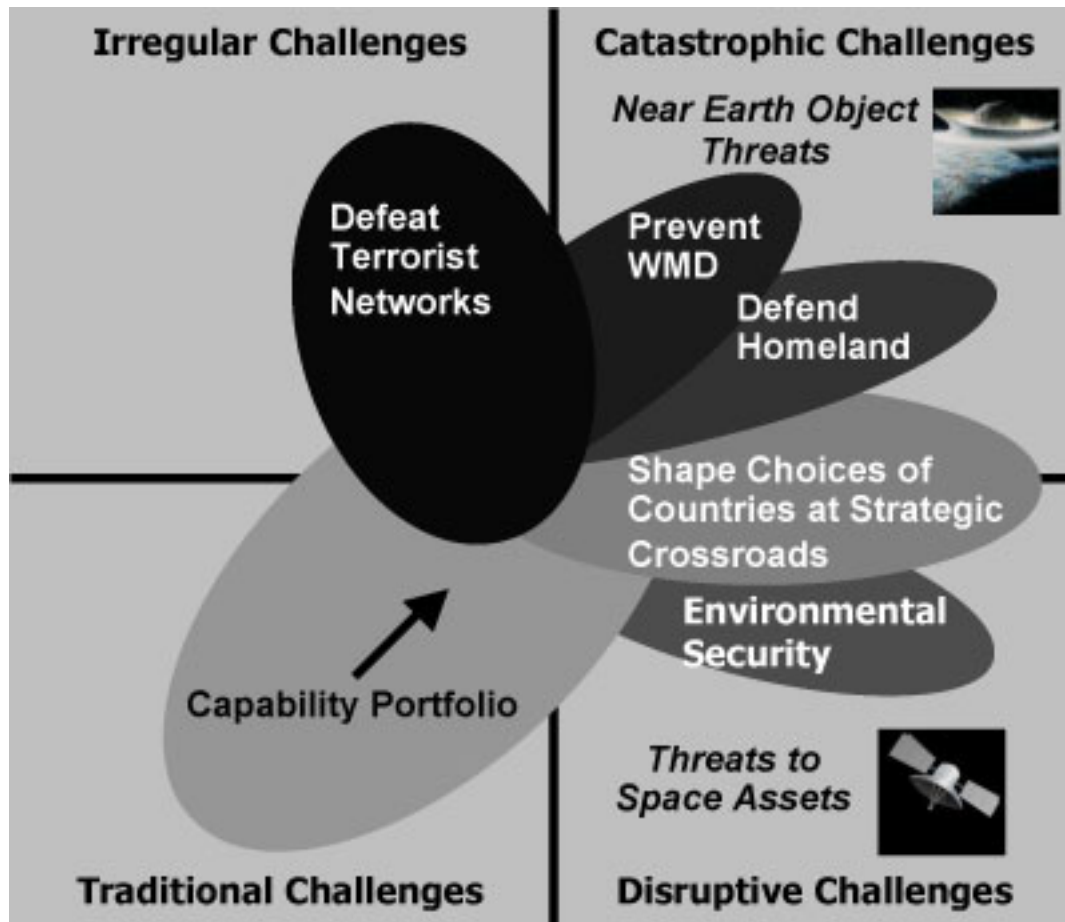 Irregular Challenges
Catastrophic Challenges
Near Earth Object
Threats
Defeat
Terrorist
Networks
Prevent
WMD
Defend
Homeland
Shape Choices of
Countries at Strategic
Crossroads
Environmental
Security
Capability Portfolio
Threats to
Space Assets
Traditional Challenges
Disruptive Challenges